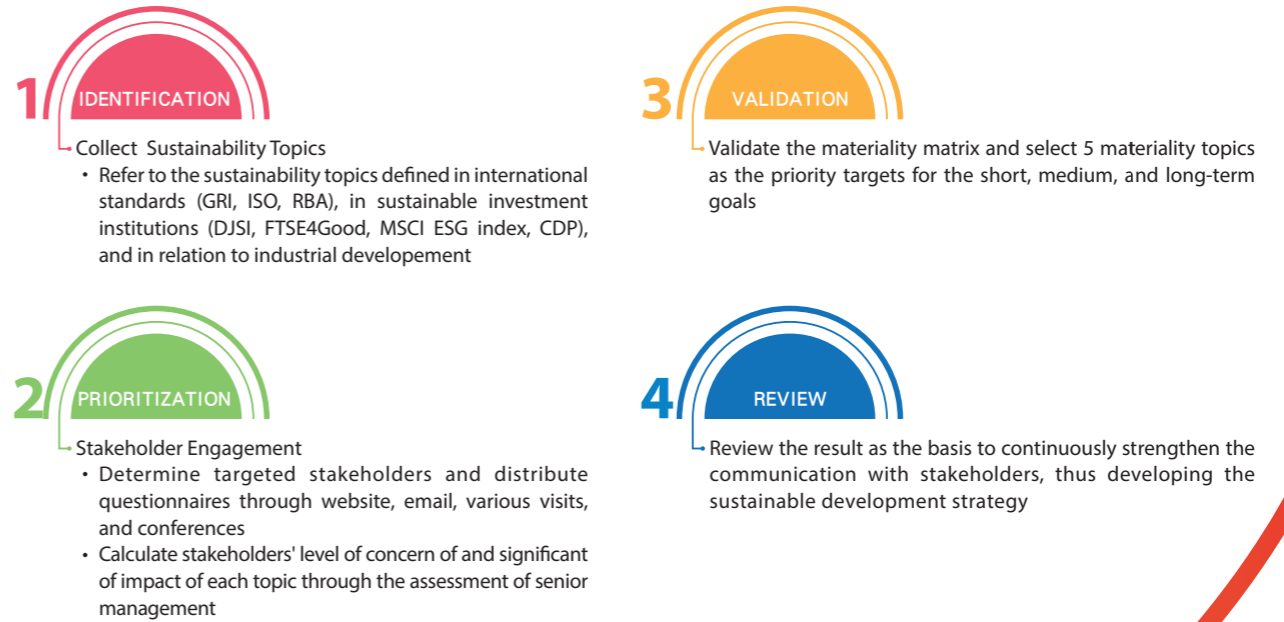 1
IDENTIFICATION
Collect Sustainability Topics
• Refer to the sustainability topics defined in international
standards (GRI, ISO, RBA), in sustainable investment
institutions (DJSI, FTSE4Good, MSCI ESG index, CDP),
and in relation to industrial developement
2
PRIORITIZATION
Stakeholder Engagement
• Determine targeted stakeholders and distribute
questionnaires through website, email, various visits,
and conferences
• Calculate stakeholders' level of concern of and significant
of impact of each topic through the assessment of senior
management
3
VALIDATION
Validate the materiality matrix and select 5 materiality topics
as the priority targets for the short, medium, and long-term
goals
4
REVIEW
Review the result as the basis to continuously strengthen the
communication with stakeholders, thus developing the
sustainable development strategy